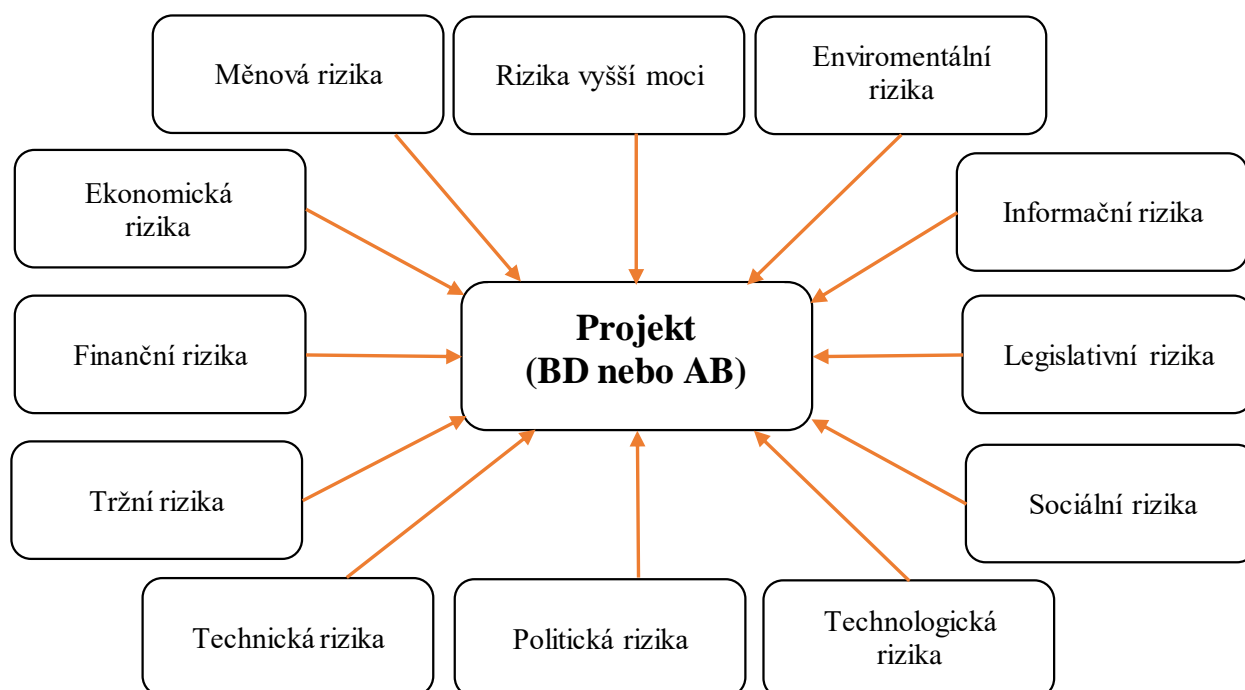 Měnová rizika
Rizika vyšší moci
Enviromentální
rizika
Ekonomická
rizika
Informační rizika
Projekt
(BD nebo AB)
Finanční rizika
Legislativní rizika
Tržní rizika
Sociální rizika
Technická rizika
Politická rizika
Technologická
rizika